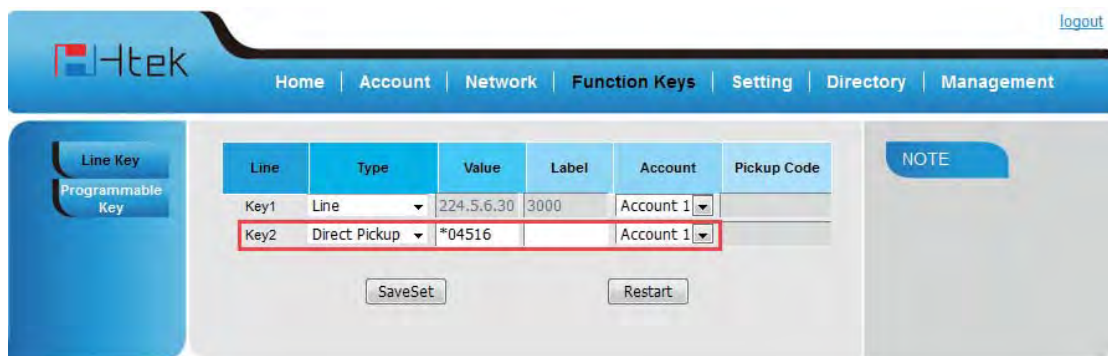 logout
Htek
Home | Account | Network | Function Keys | Setting | Directory | Management
Line Key
Programmable Key
Line Type Value Label Account Pickup Code
Key1 Line 224.5.6.30 3000 Account 1
Key2 Direct Pickup *04516 Account 1
SaveSet Restart
NOTE